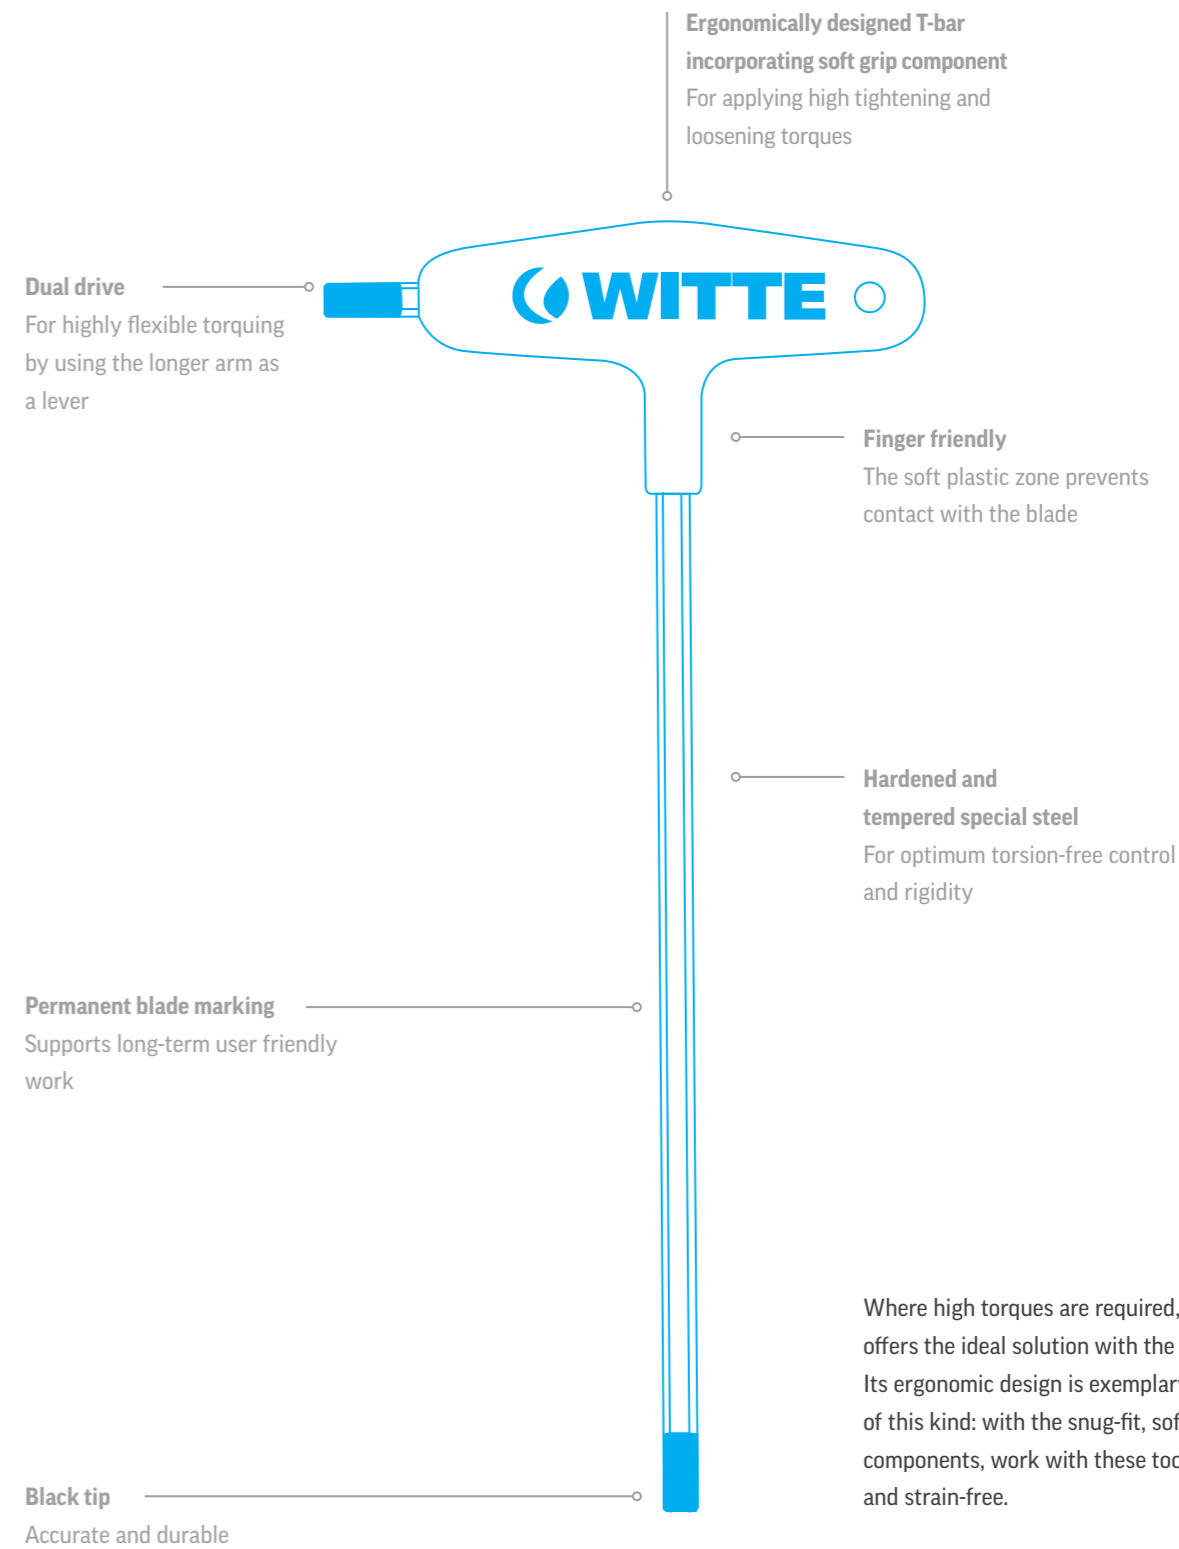 Ergonomically designed T-bar
incorporating soft grip component
For applying high tightening and
loosening torques
WITTE
Dual drive
For highly flexible torquing
by using the longer arm as
a lever
Finger friendly
The soft plastic zone prevents
contact with the blade
Hardened and
tempered special steel
For optimum torsion-free control
and rigidity
Permanent blade marking
Supports long-term user friendly
work
Where high torques are required,
offers the ideal solution with the
Its ergonomic design is
of this kind: with the snug-fit,
components, work with these
and strain-free.
Black tip
Accurate and durable